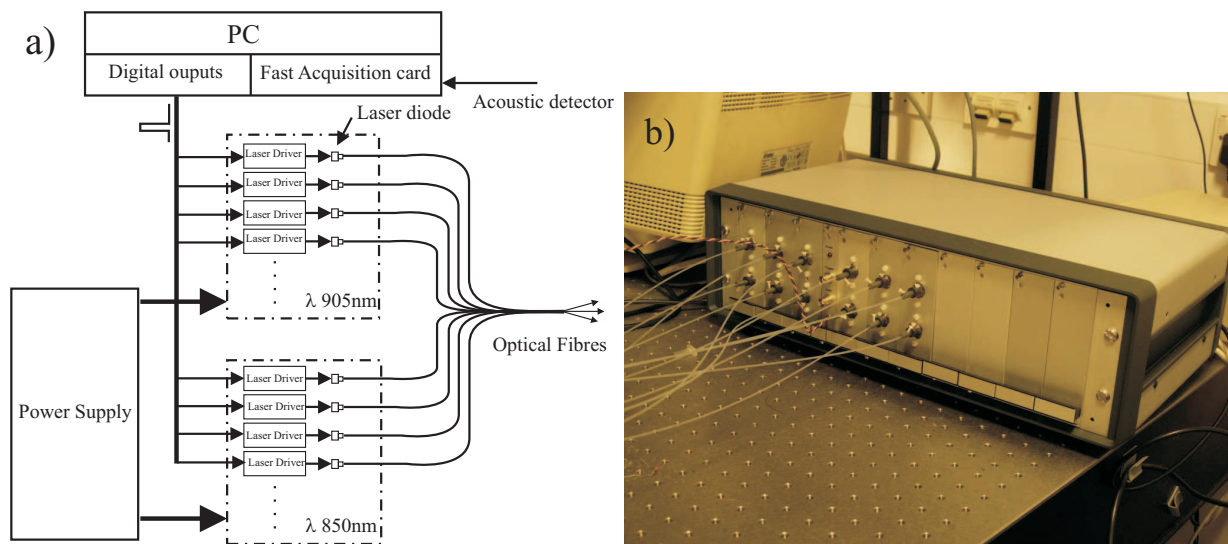 a)
PC
Digital ouputs
Fast Acquisition card
Acoustic detector
Laser diode
Laser Driver
Laser Driver
Laser Driver
Laser Driver
λ 905nm
Optical Fibres
Power Supply
Laser Driver
Laser Driver
Laser Driver
Laser Driver
λ 850nm
b)